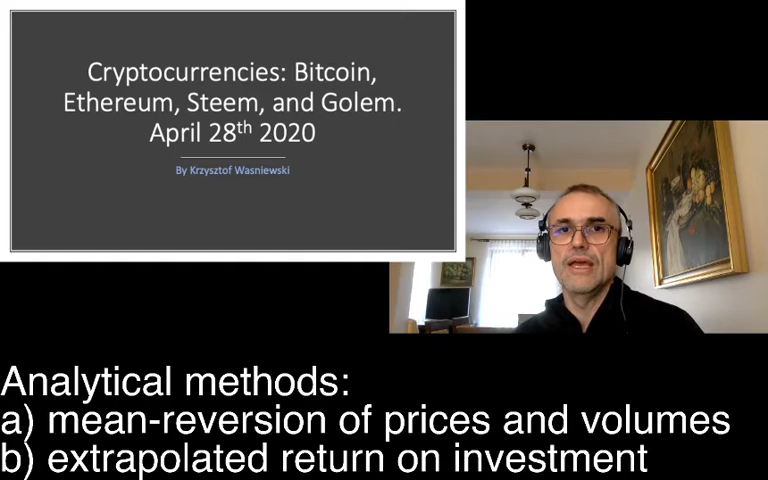 Cryptocurrencies: Bitcoin,
Ethereum, Steem, and Golem.
April 28th 2020
By Krzysztof Wasniewski
Analytical methods:
a) mean-reversion of prices and volumes
b) extrapolated return on investment